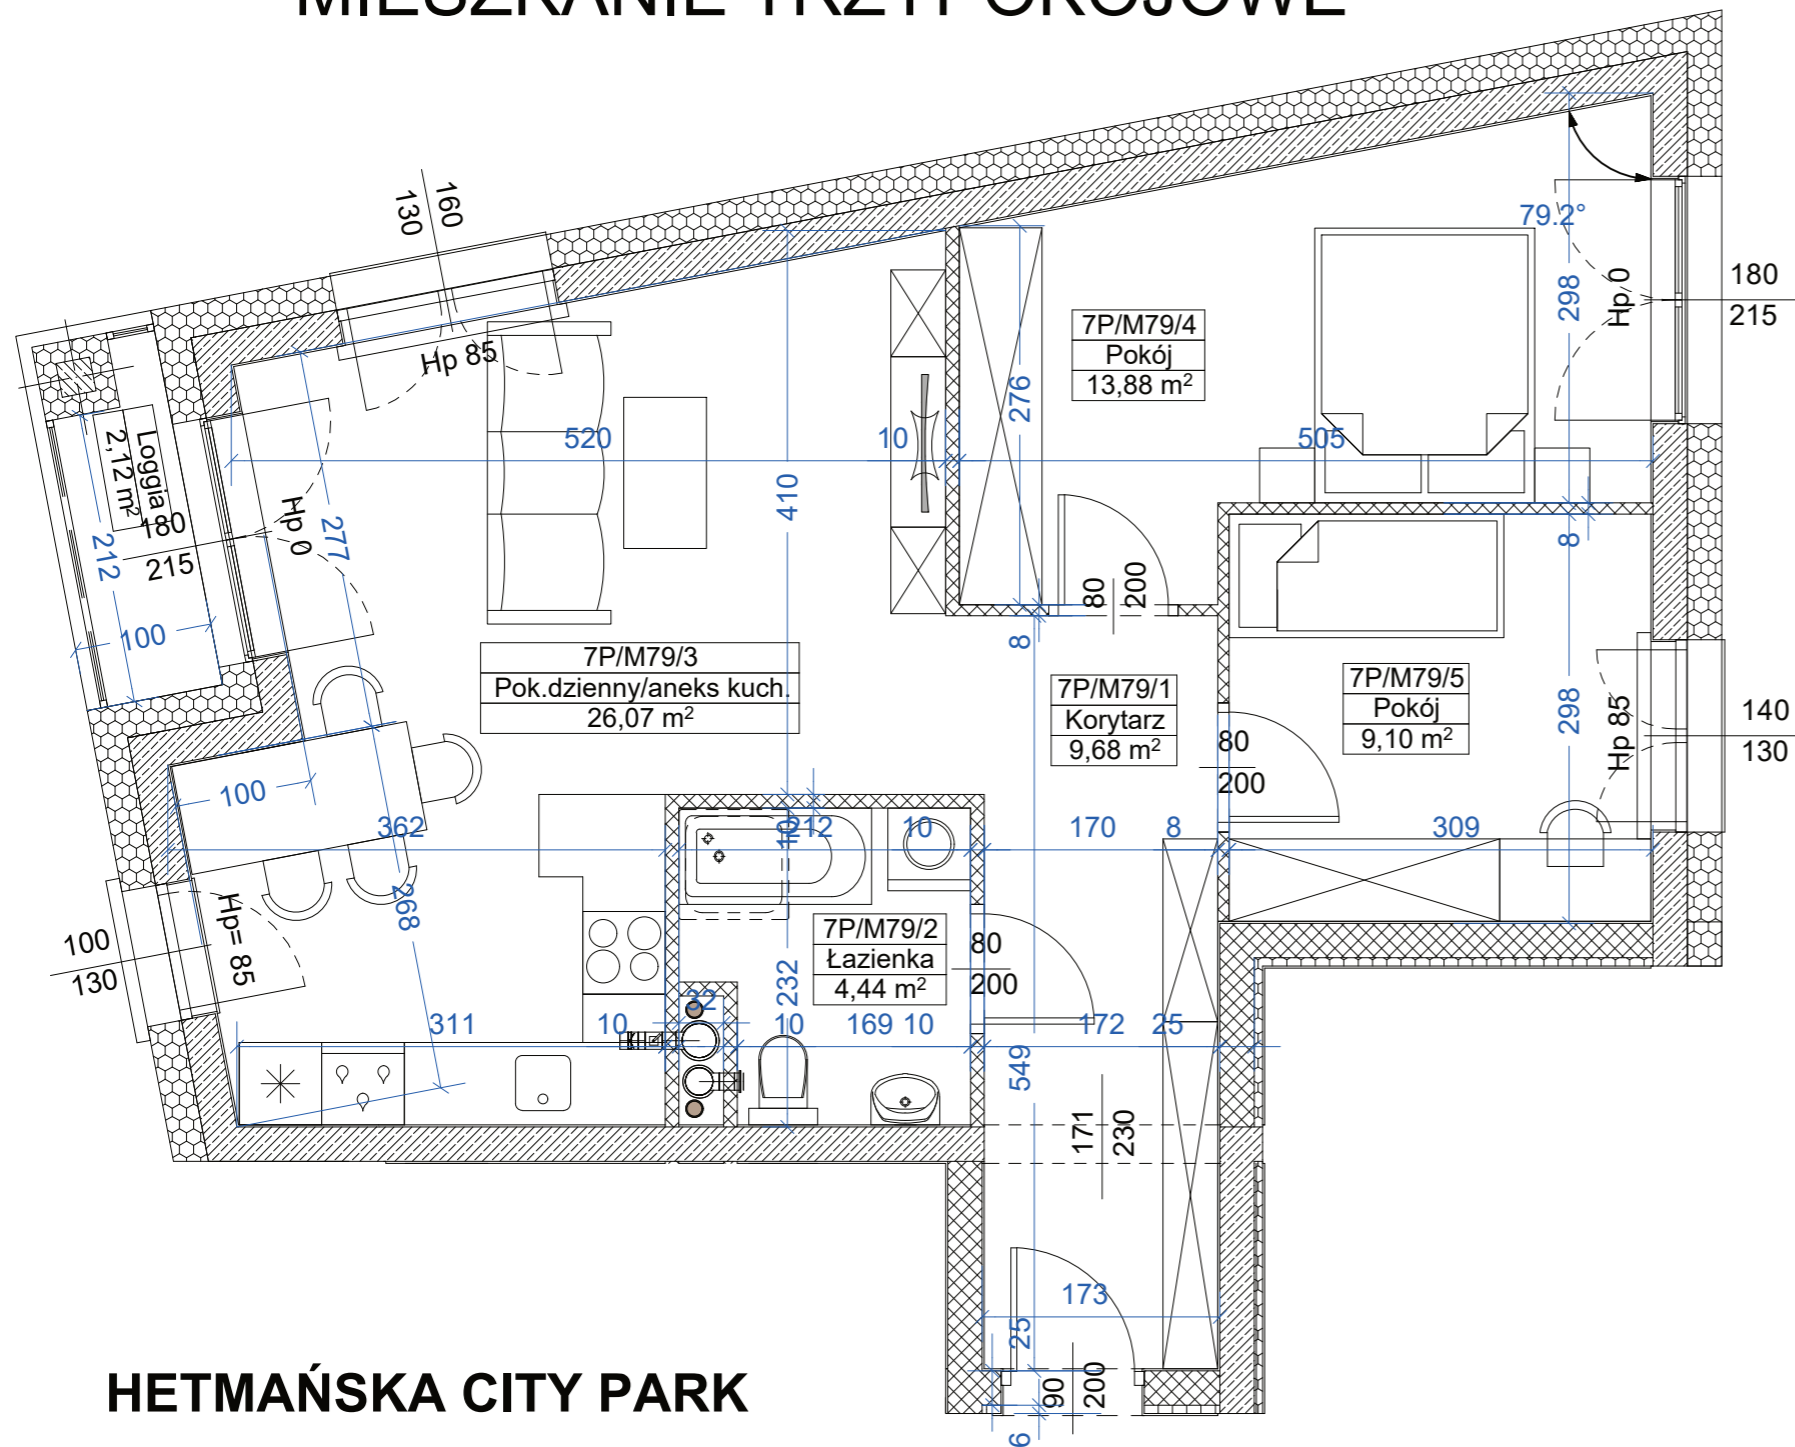 MIESZKANIE TRZYPOKOJOWE
160
130
Hp 85
79.2°
298
Hp 0
180
215
7P/M79/4
Pokój
13,88 m²
276
520
10
505
410
Loggia
2,12 m²
180
215
Hp 0
277
212
100
8
80
200
8
7P/M79/3
Pok.dzienny/aneks kuch.
26,07 m²
7P/M79/1
Korytarz
9,68 m²
7P/M79/5
Pokój
9,10 m²
298
Hp 85
140
130
80
200
100
362
10
212
10
170
8
309
268
Hp= 85
100
130
7P/M79/2
Łazienka
4,44 m²
80
200
232
32
311
10
10
169
10
172
25
549
171
230
173
25
90
200
6
HETMAŃSKA CITY PARK